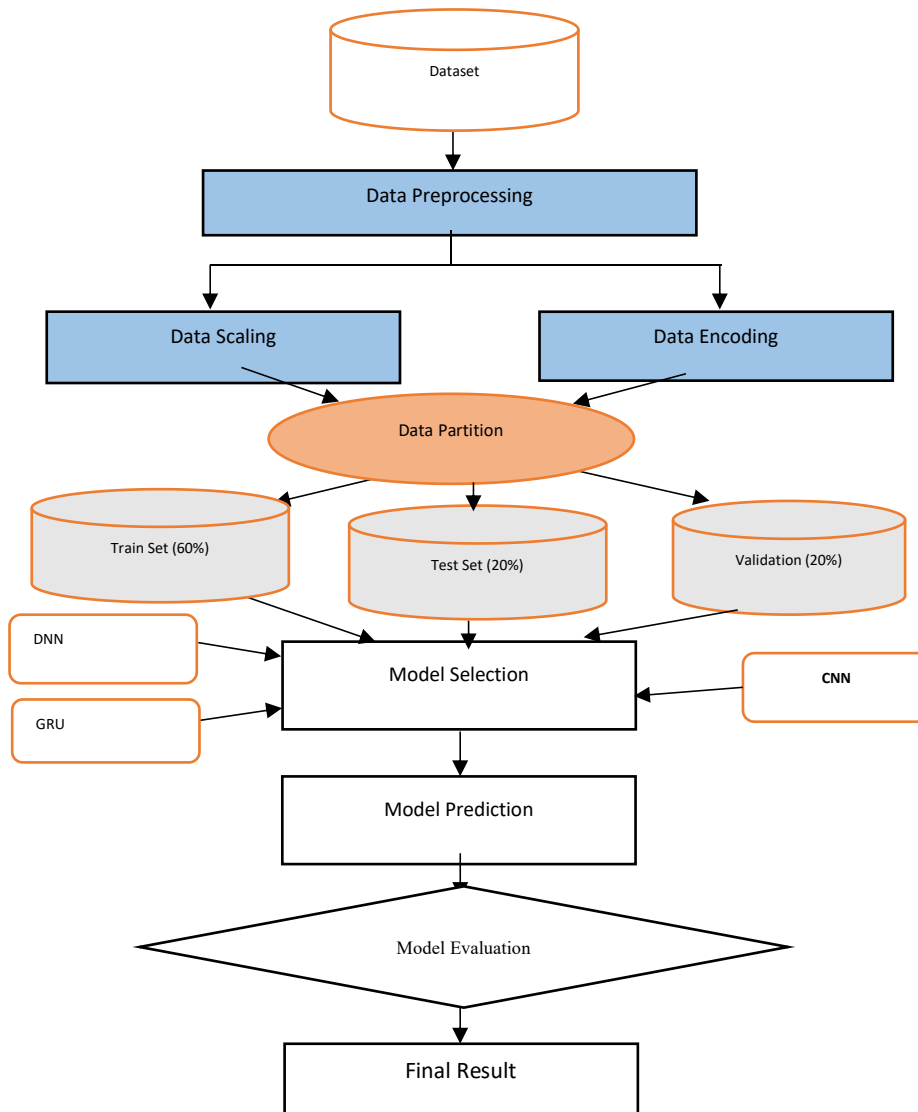 Dataset
Data Preprocessing
Data Scaling
Data Encoding
Data Partition
Train Set (60%)
Test Set (20%)
Validation (20%)
DNN
Model Selection
CNN
GRU
Model Prediction
Model Evaluation
Final Result